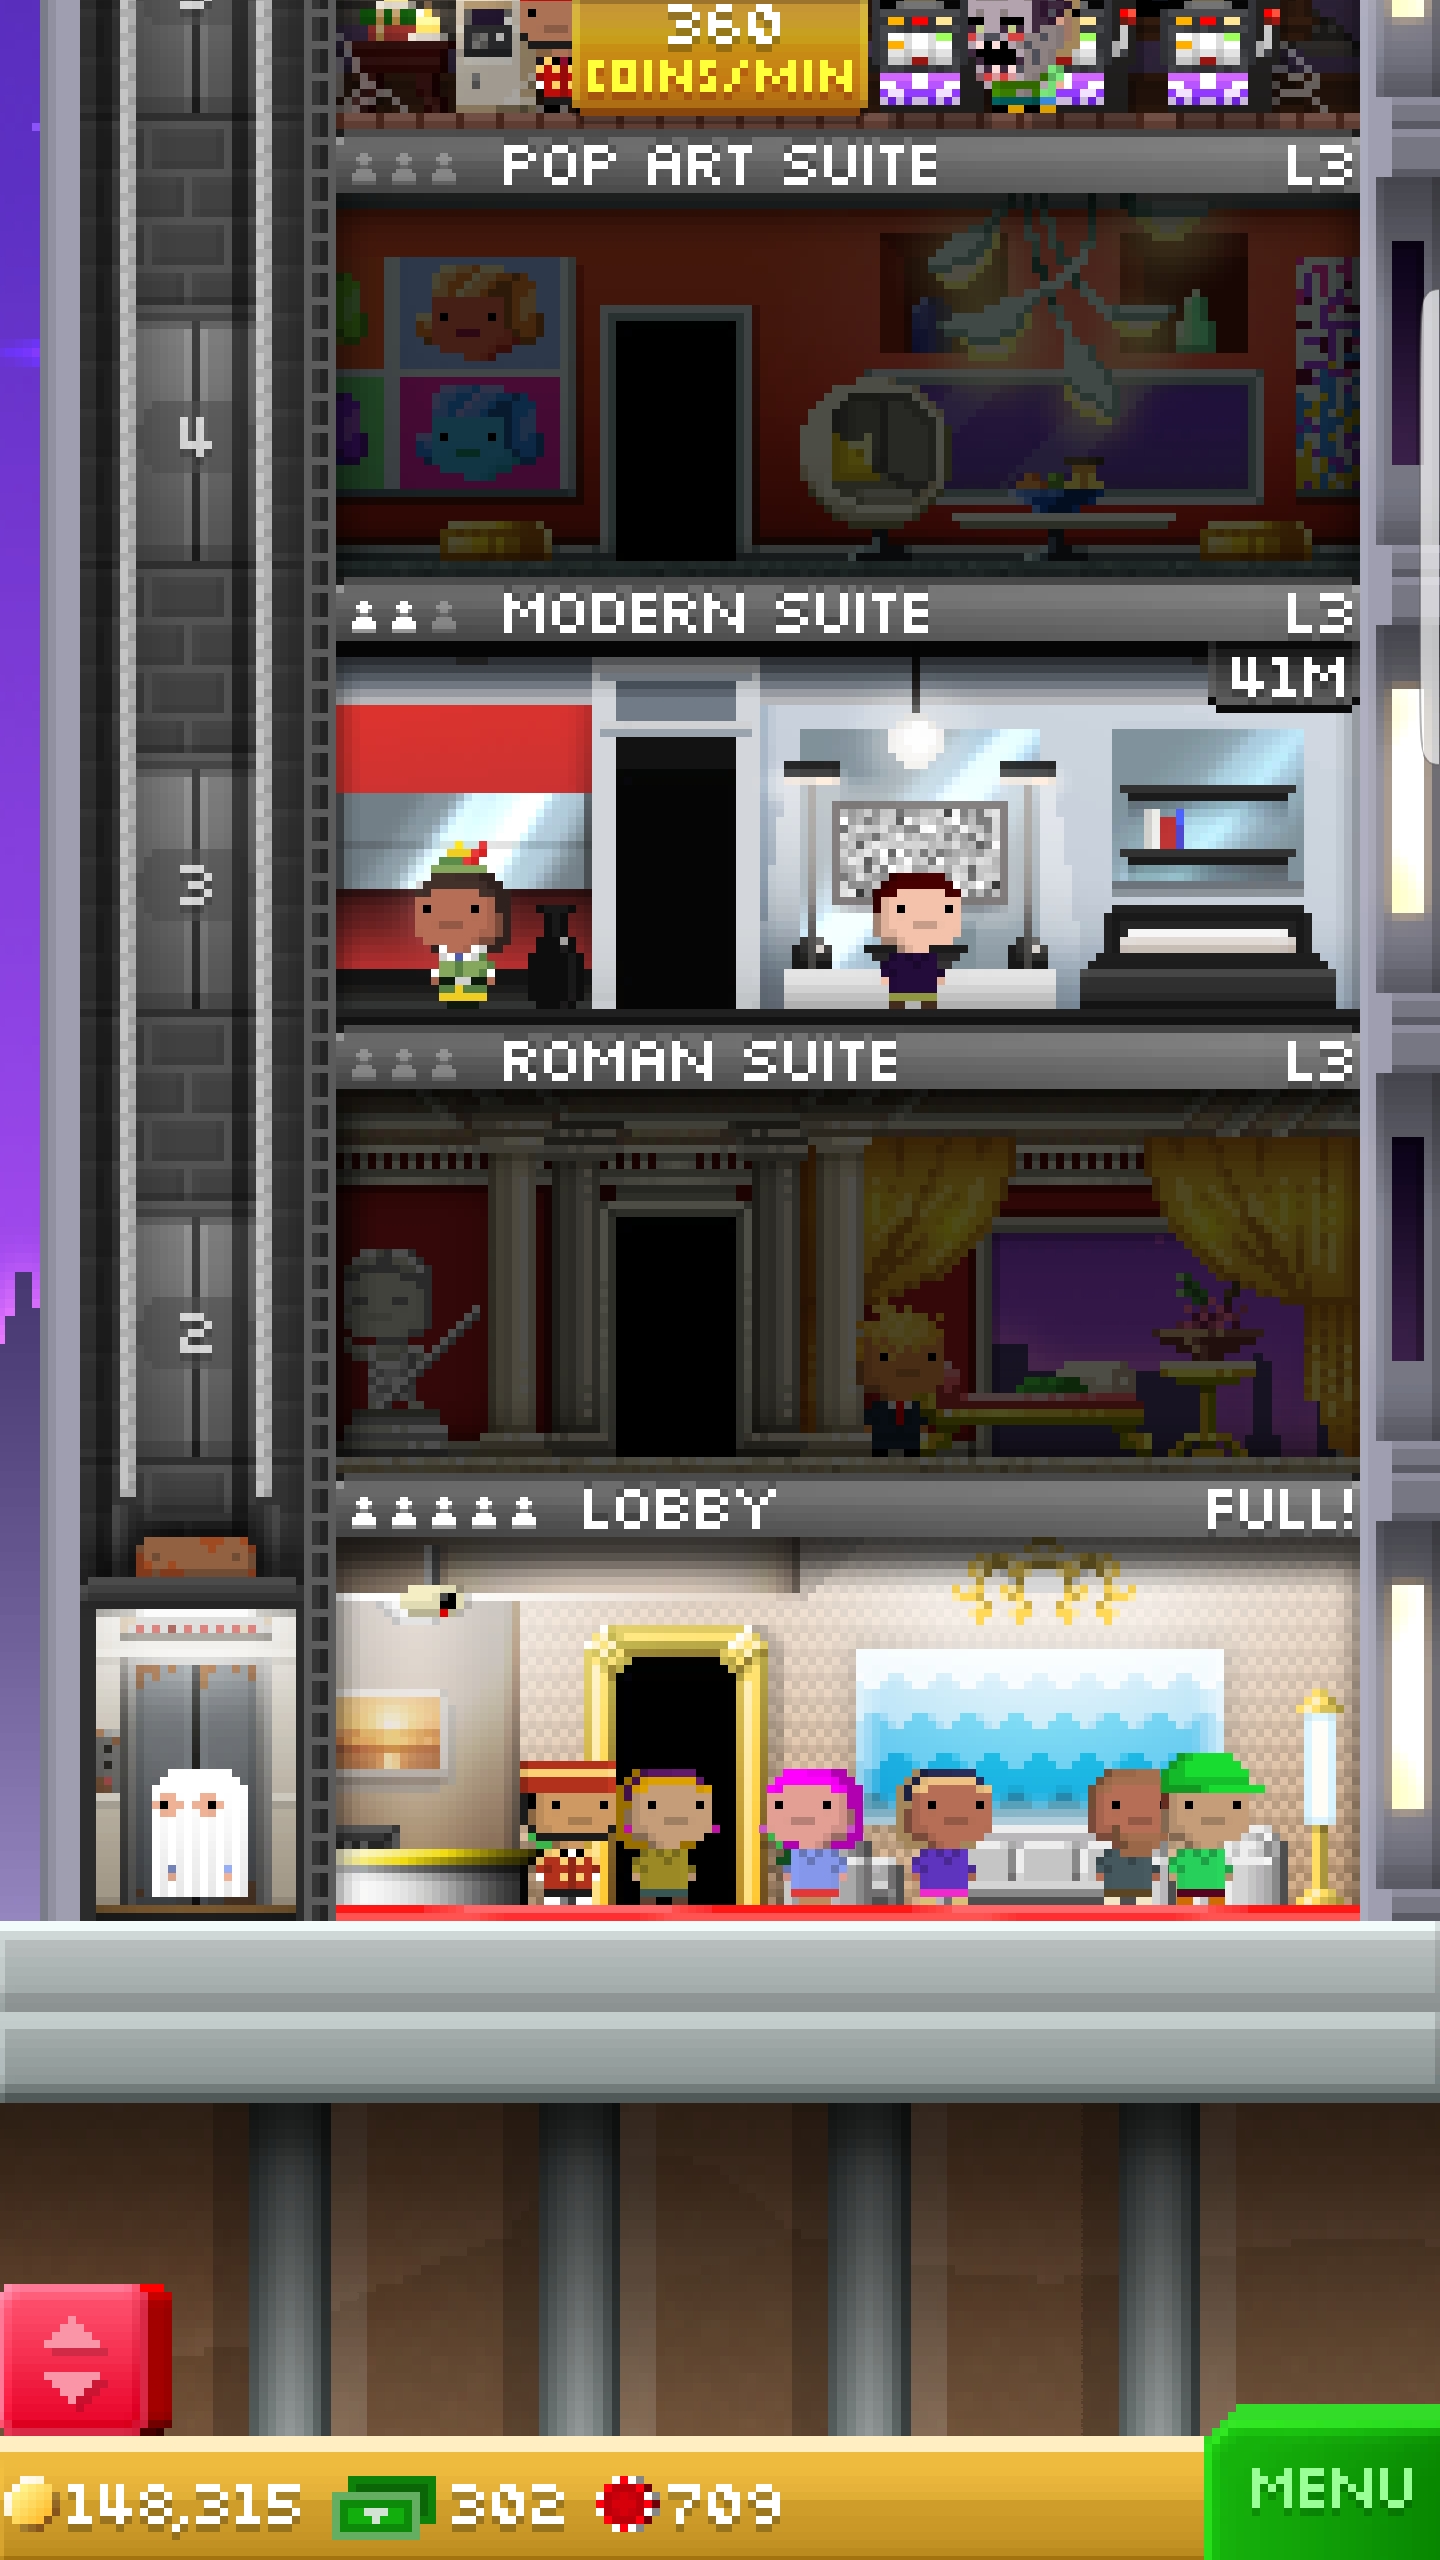 360
COINS/MIN
POP ART SUITE L3
4
MODERN SUITE L3
41M
3
ROMAN SUITE L3
2
LOBBY FULL!
148,315 302 709
MENU